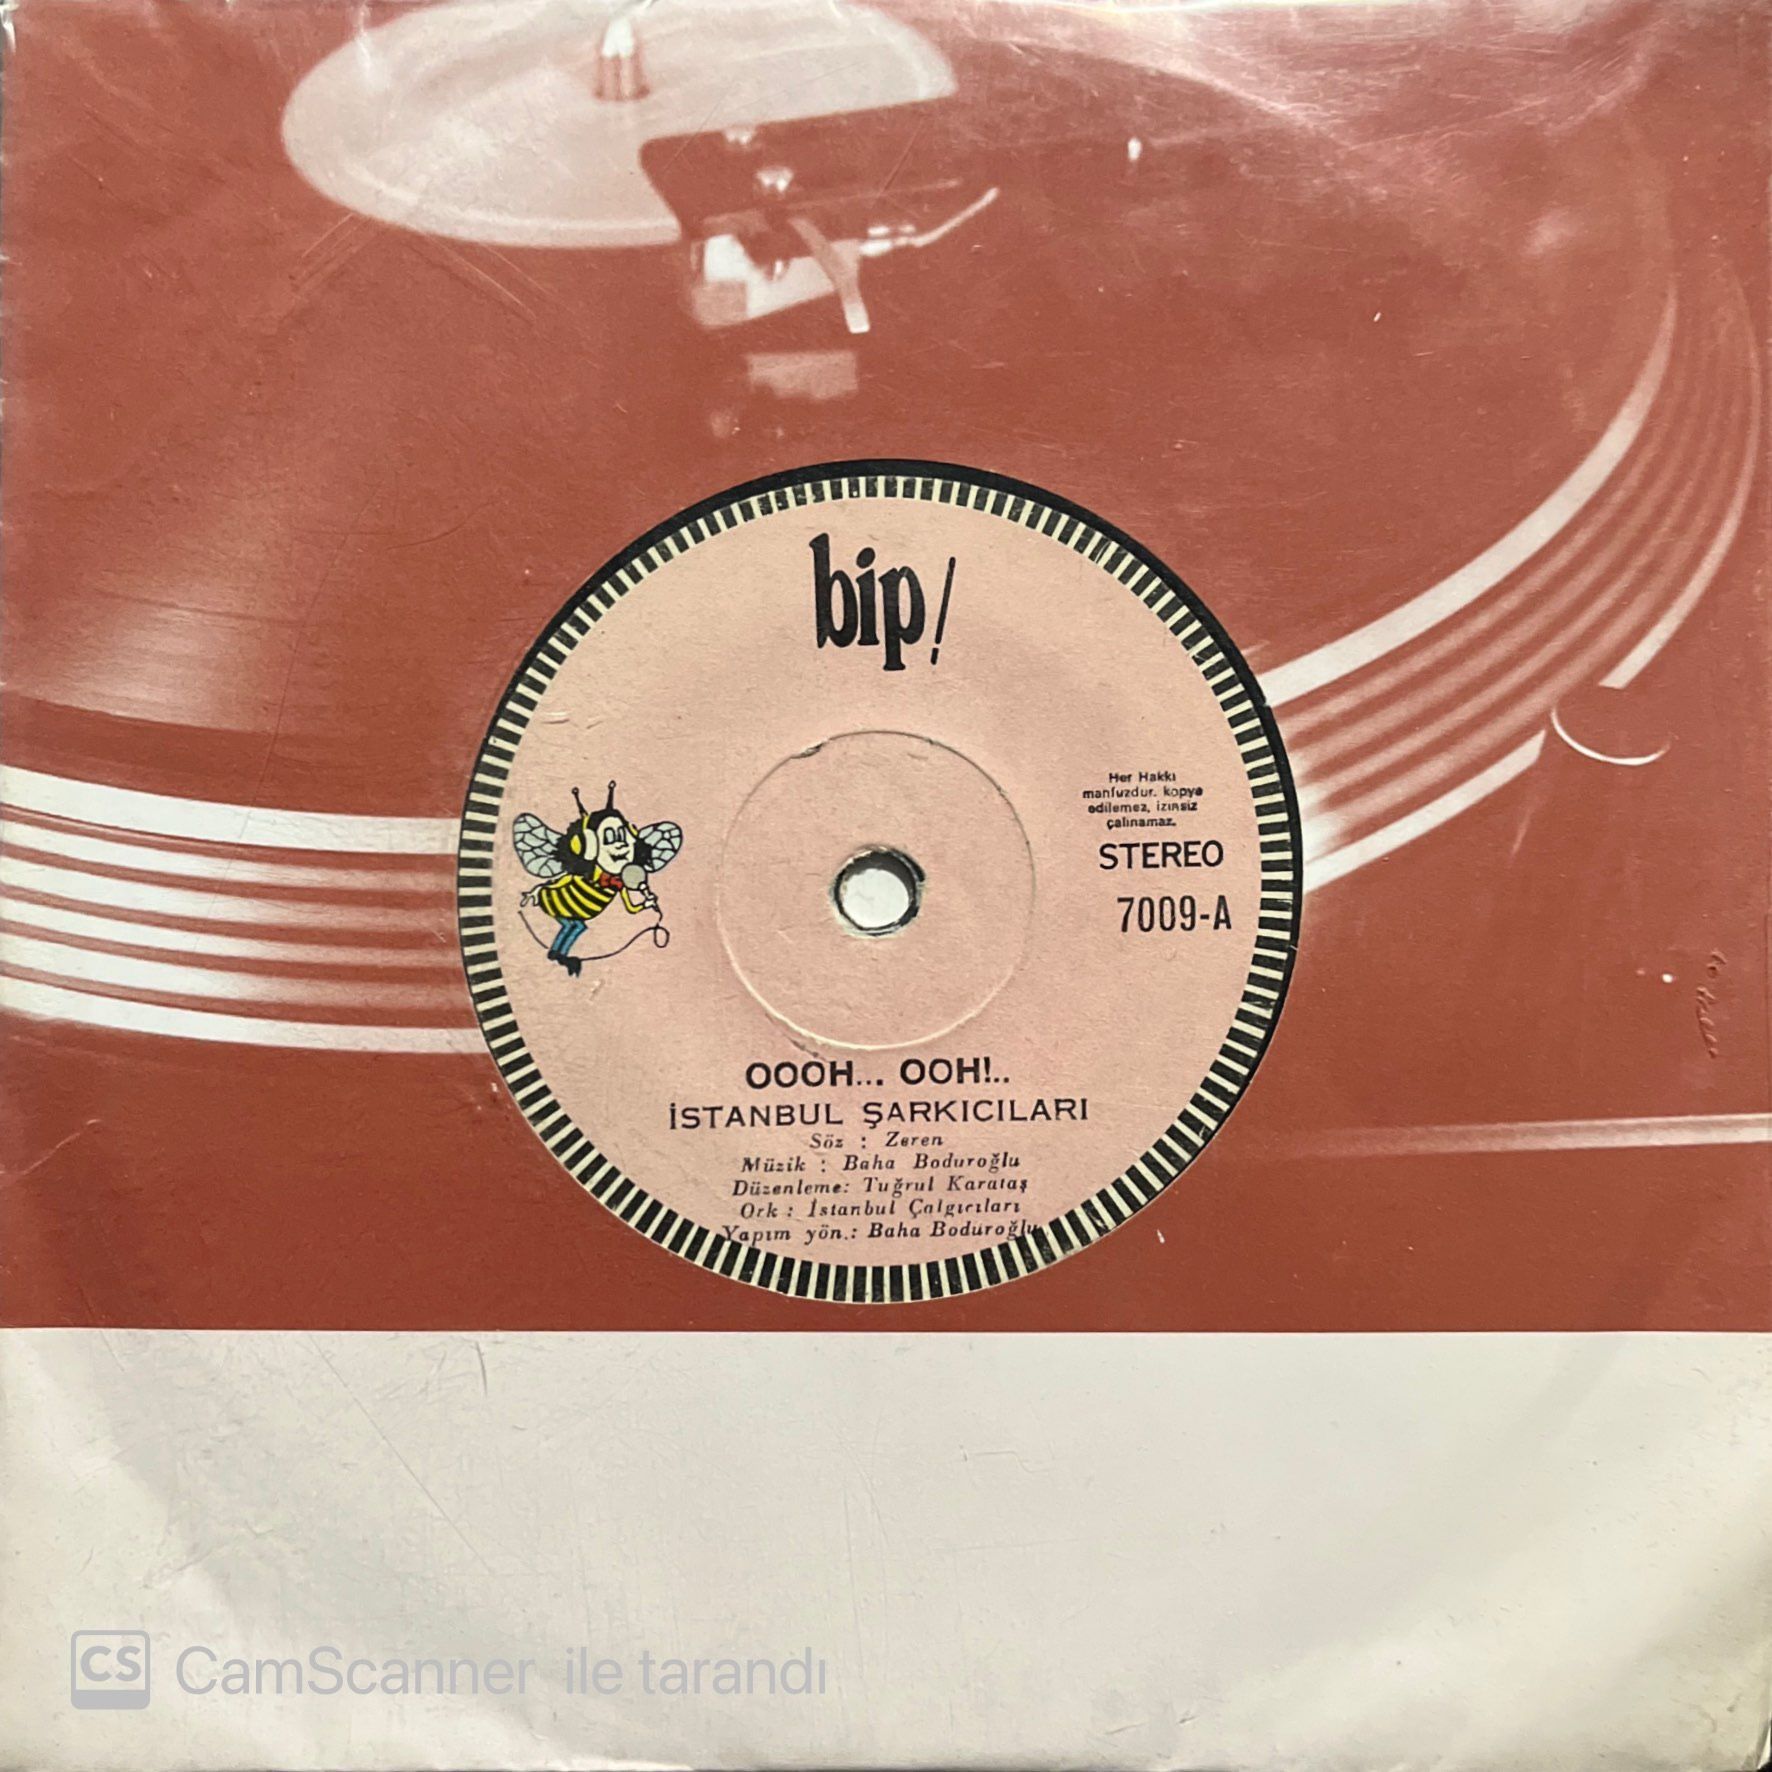 bip!
Her Hakkı
mahfuzdur. kopya
edilemez, izinsiz
çalınamaz.
STEREO
7009-A
OOOH... OOH!..
İSTANBUL ŞARKICILARI
Söz : Zeren
Müzik : Baha Boduroğlu
Düzenleme: Tuğrul Karataş
Ork : İstanbul Çalgıcıları
Yapım yön.: Baha Boduroğlu
CS CamScanner ile tarandı